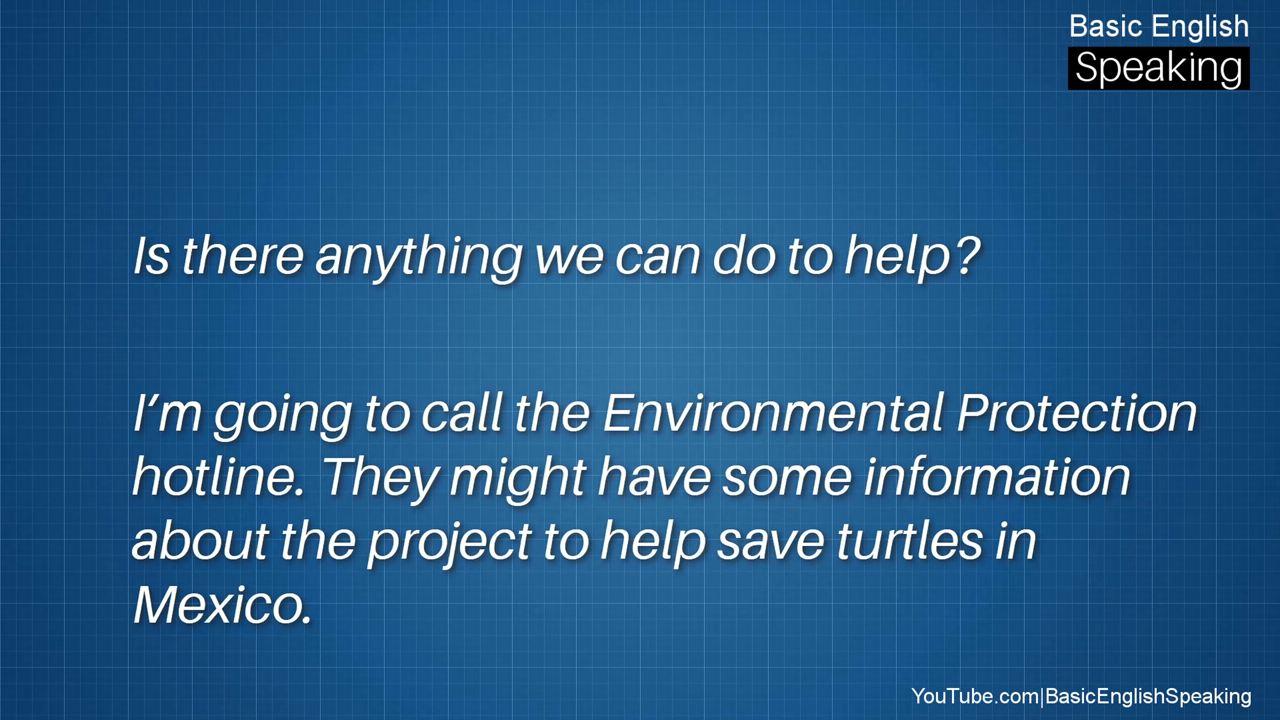 Basic English
Speaking
Is there anything we can do to help?
I'm going to call the Environmental Protection
hotline.  They might have some information
about the project to help save turtles in
Mexico.
YouTube.com|BasicEnglishSpeaking